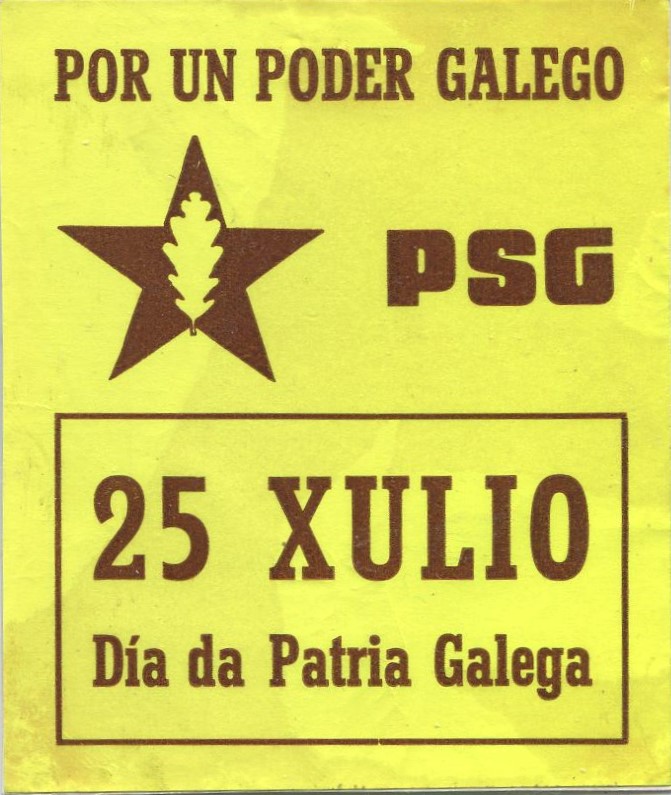 POR UN PODER GALEGO
PSG
25 XULIO
Día da Patria Galega